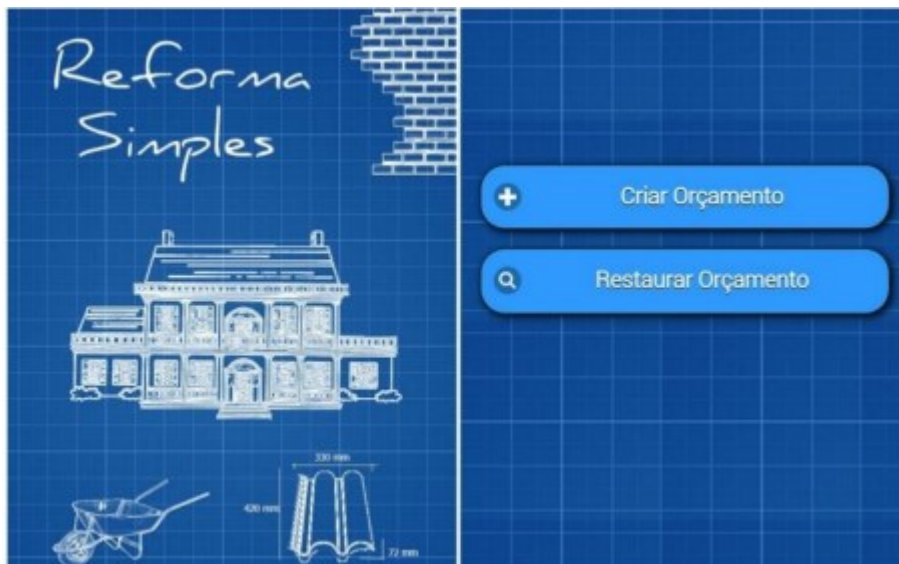 Reforma
Simples
330 mm
420 mm
72 mm
Criar Orçamento
Restaurar Orçamento